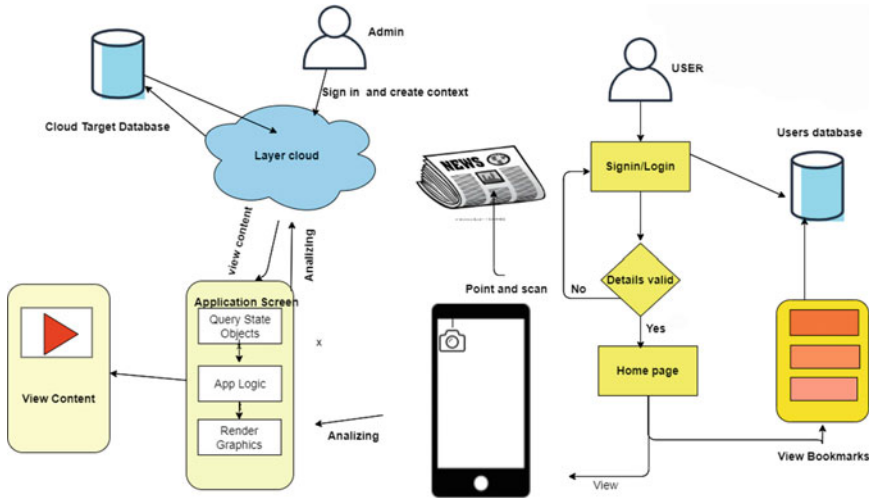 Admin
USER
Sign in and create context
Cloud Target Database
Users database
Layer cloud
NEWS
Signin/Login
view content
Analizing
Point and scan
No
Details valid
Yes
Application Screen
Query State
Objects
x
Home page
App Logic
View Content
Render
Graphics
Analizing
View
View Bookmarks